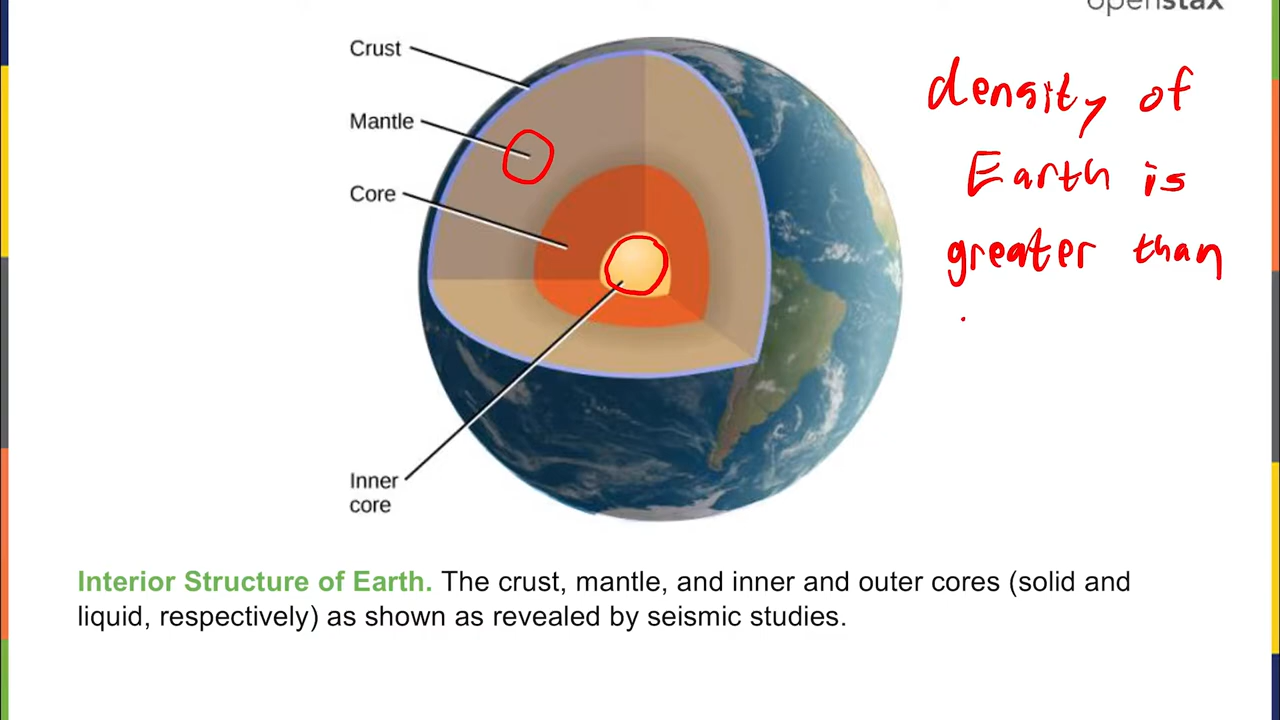 openstax
Crust
Mantle
Core
Inner
core
density of
Earth is
greater than
Interior Structure of Earth. The crust, mantle, and inner and outer cores (solid and
liquid, respectively) as shown as revealed by seismic studies.